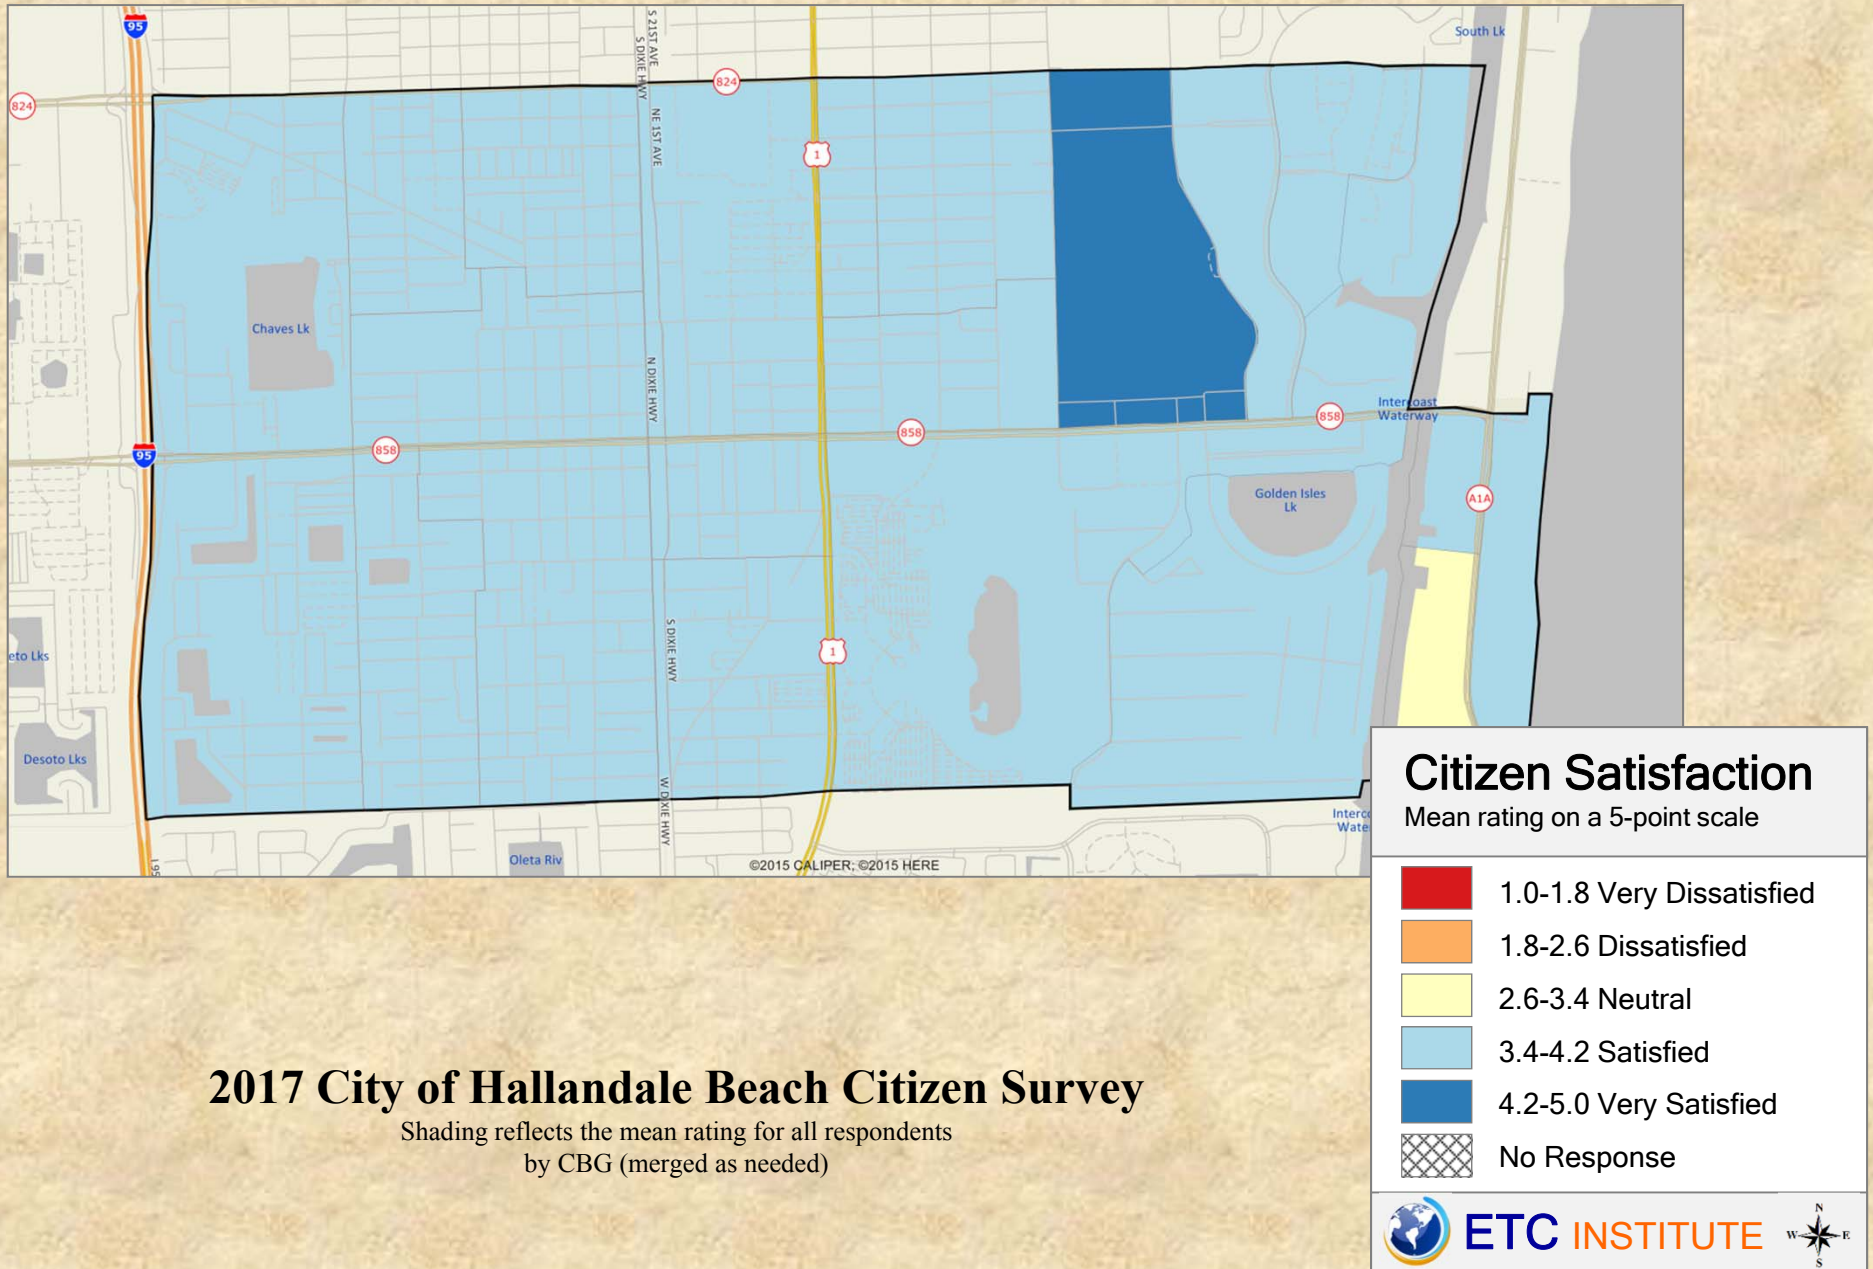 95
S 21ST AVE
S DIXIE HWY
South Lk
824
824
NE 1ST AVE
1
Chaves Lk
N DIXIE HWY
Intercoast
Waterway
858
858
858
95
Golden Isles
Lk
A1A
S DIXIE HWY
1
eto Lks
Desoto Lks
W DIXIE HWY
Interco
Wate
Oleta Riv
I 95
©2015 CALIPER; ©2015 HERE
Citizen Satisfaction
Mean rating on a 5-point scale
1.0-1.8 Very Dissatisfied
1.8-2.6 Dissatisfied
2.6-3.4 Neutral
3.4-4.2 Satisfied
4.2-5.0 Very Satisfied
No Response
2017 City of Hallandale Beach Citizen Survey
Shading reflects the mean rating for all respondents
by CBG (merged as needed)
ETC INSTITUTE
N
W E
S